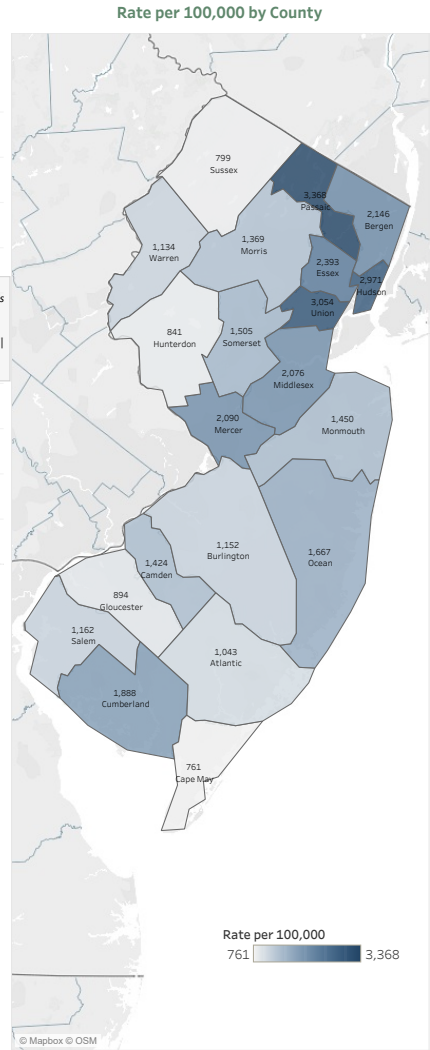 Rate per 100,000 by County
799
Sussex
3,368
Passaic
2,146
Bergen
1,134
Warren
1,369
Morris
2,393
Essex
2,971
Hudson
3,054
Union
841
Hunterdon
1,505
Somerset
2,076
Middlesex
2,090
Mercer
1,450
Monmouth
1,152
Burlington
1,667
Ocean
1,424
Camden
894
Gloucester
1,162
Salem
1,043
Atlantic
1,888
Cumberland
761
Cape May
s
Rate per 100,000
761 3,368
© Mapbox © OSM